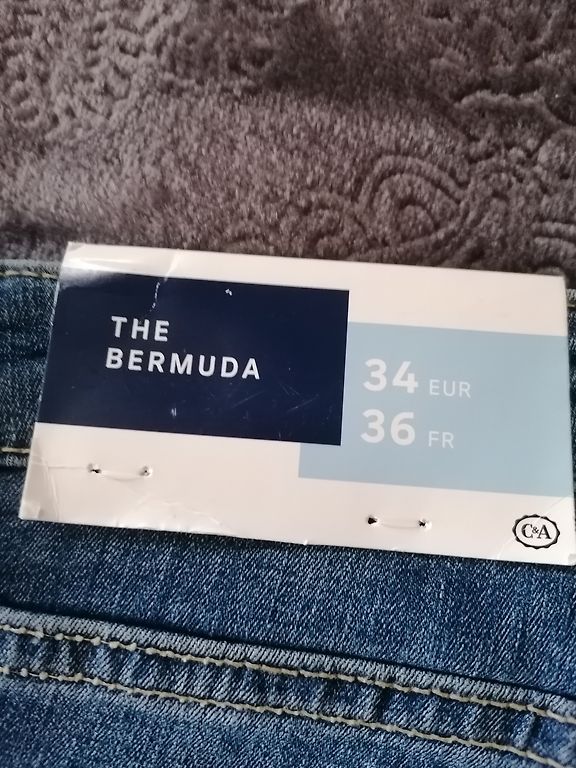 THE
BERMUDA
34 EUR
36 FR
C&A